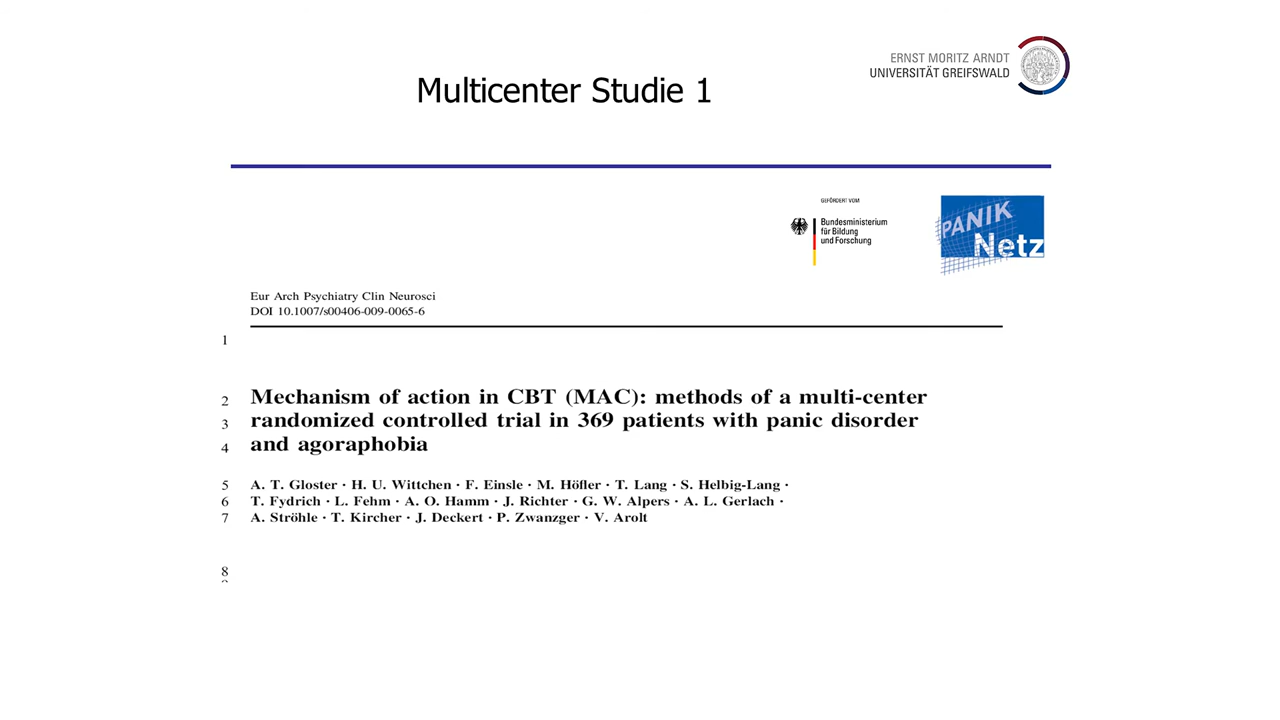 ERNST MORITZ ARNDT
UNIVERSITÄT GREIFSWALD
Multicenter Studie 1
GEFÖRDERT VOM
Bundesministerium
für Bildung
und Forschung
PANIK
Netz
Eur Arch Psychiatry Clin Neurosci
DOI 10.1007/s00406-009-0065-6
1
2 Mechanism of action in CBT (MAC): methods of a multi-center
3 randomized controlled trial in 369 patients with panic disorder
4 and agoraphobia
5 A. T. Gloster · H. U. Wittchen · F. Einsle · M. Höfler · T. Lang · S. Helbig-Lang ·
6 T. Fydrich · L. Fehm · A. O. Hamm · J. Richter · G. W. Alpers · A. L. Gerlach ·
7 A. Ströhle · T. Kircher · J. Deckert · P. Zwanzger · V. Arolt
8